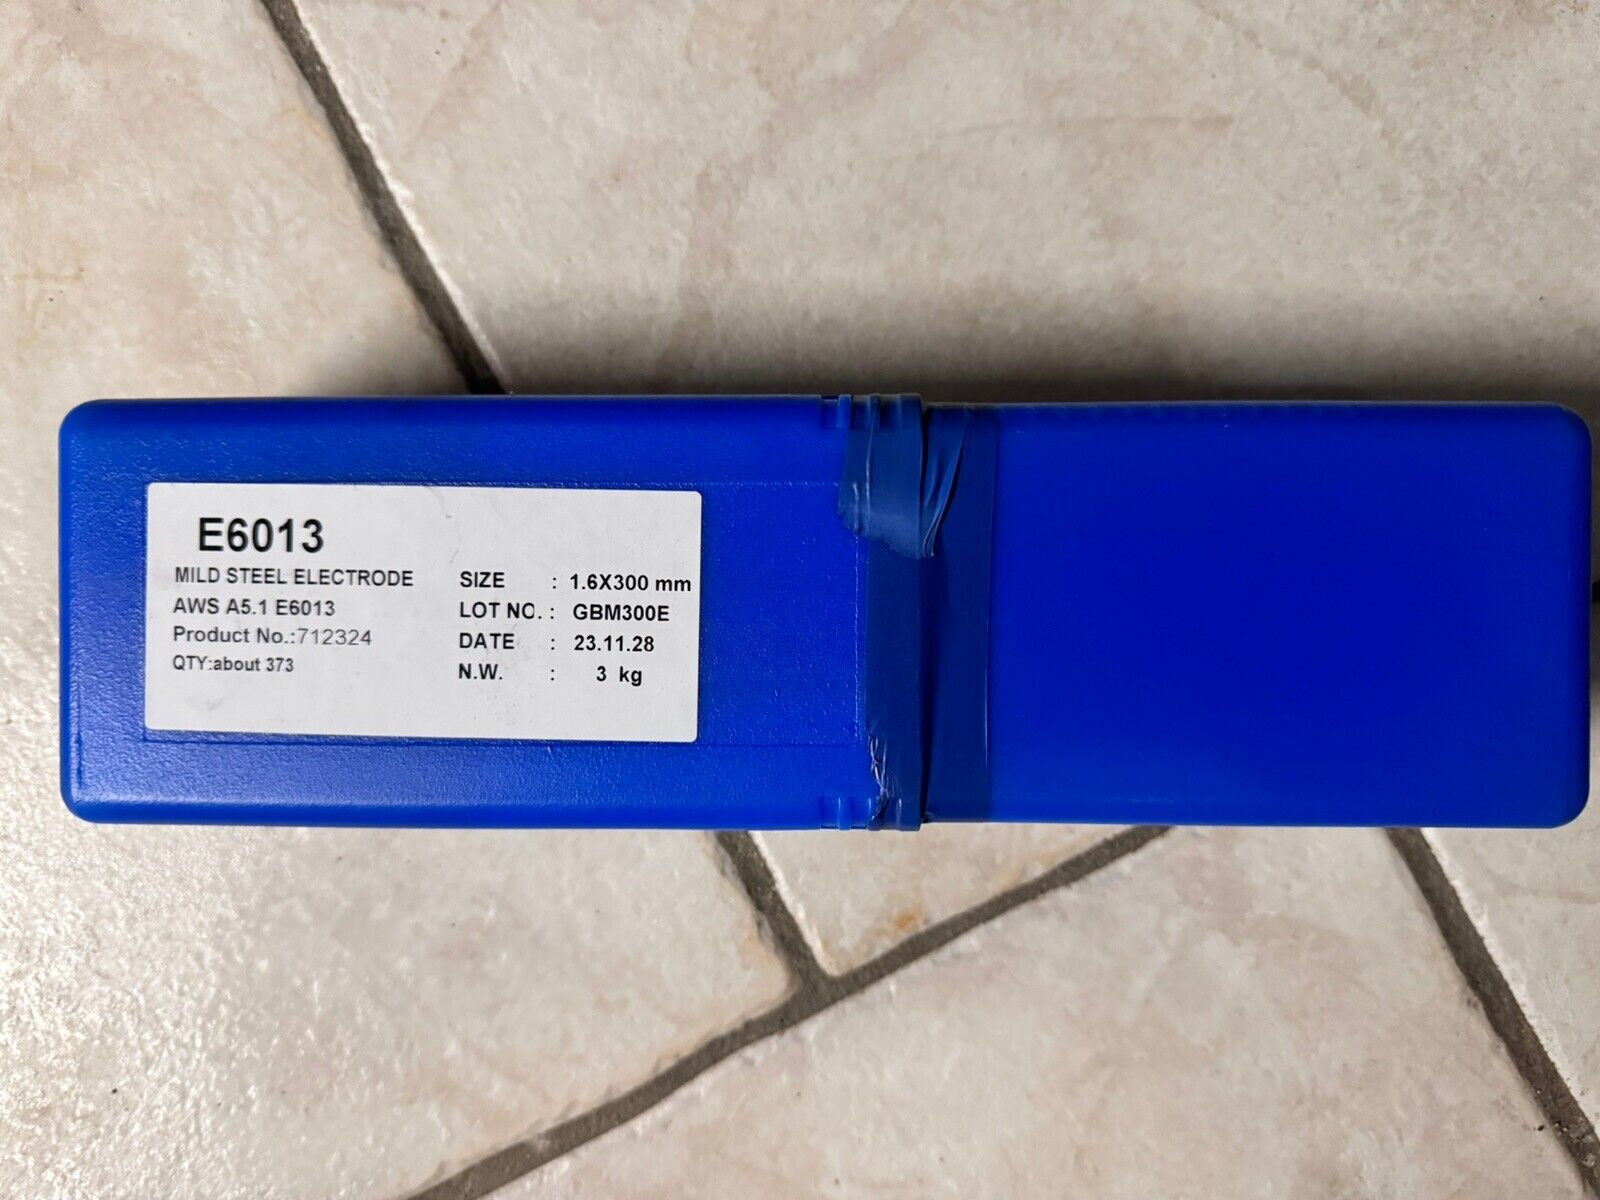 E6013
MILD STEEL ELECTRODE
AWS A5.1 E6013
Product No.:712324
QTY:about 373
SIZE : 1.6X300 mm
LOT NO. : GBM300E
DATE : 23.11.28
N.W. : 3 kg